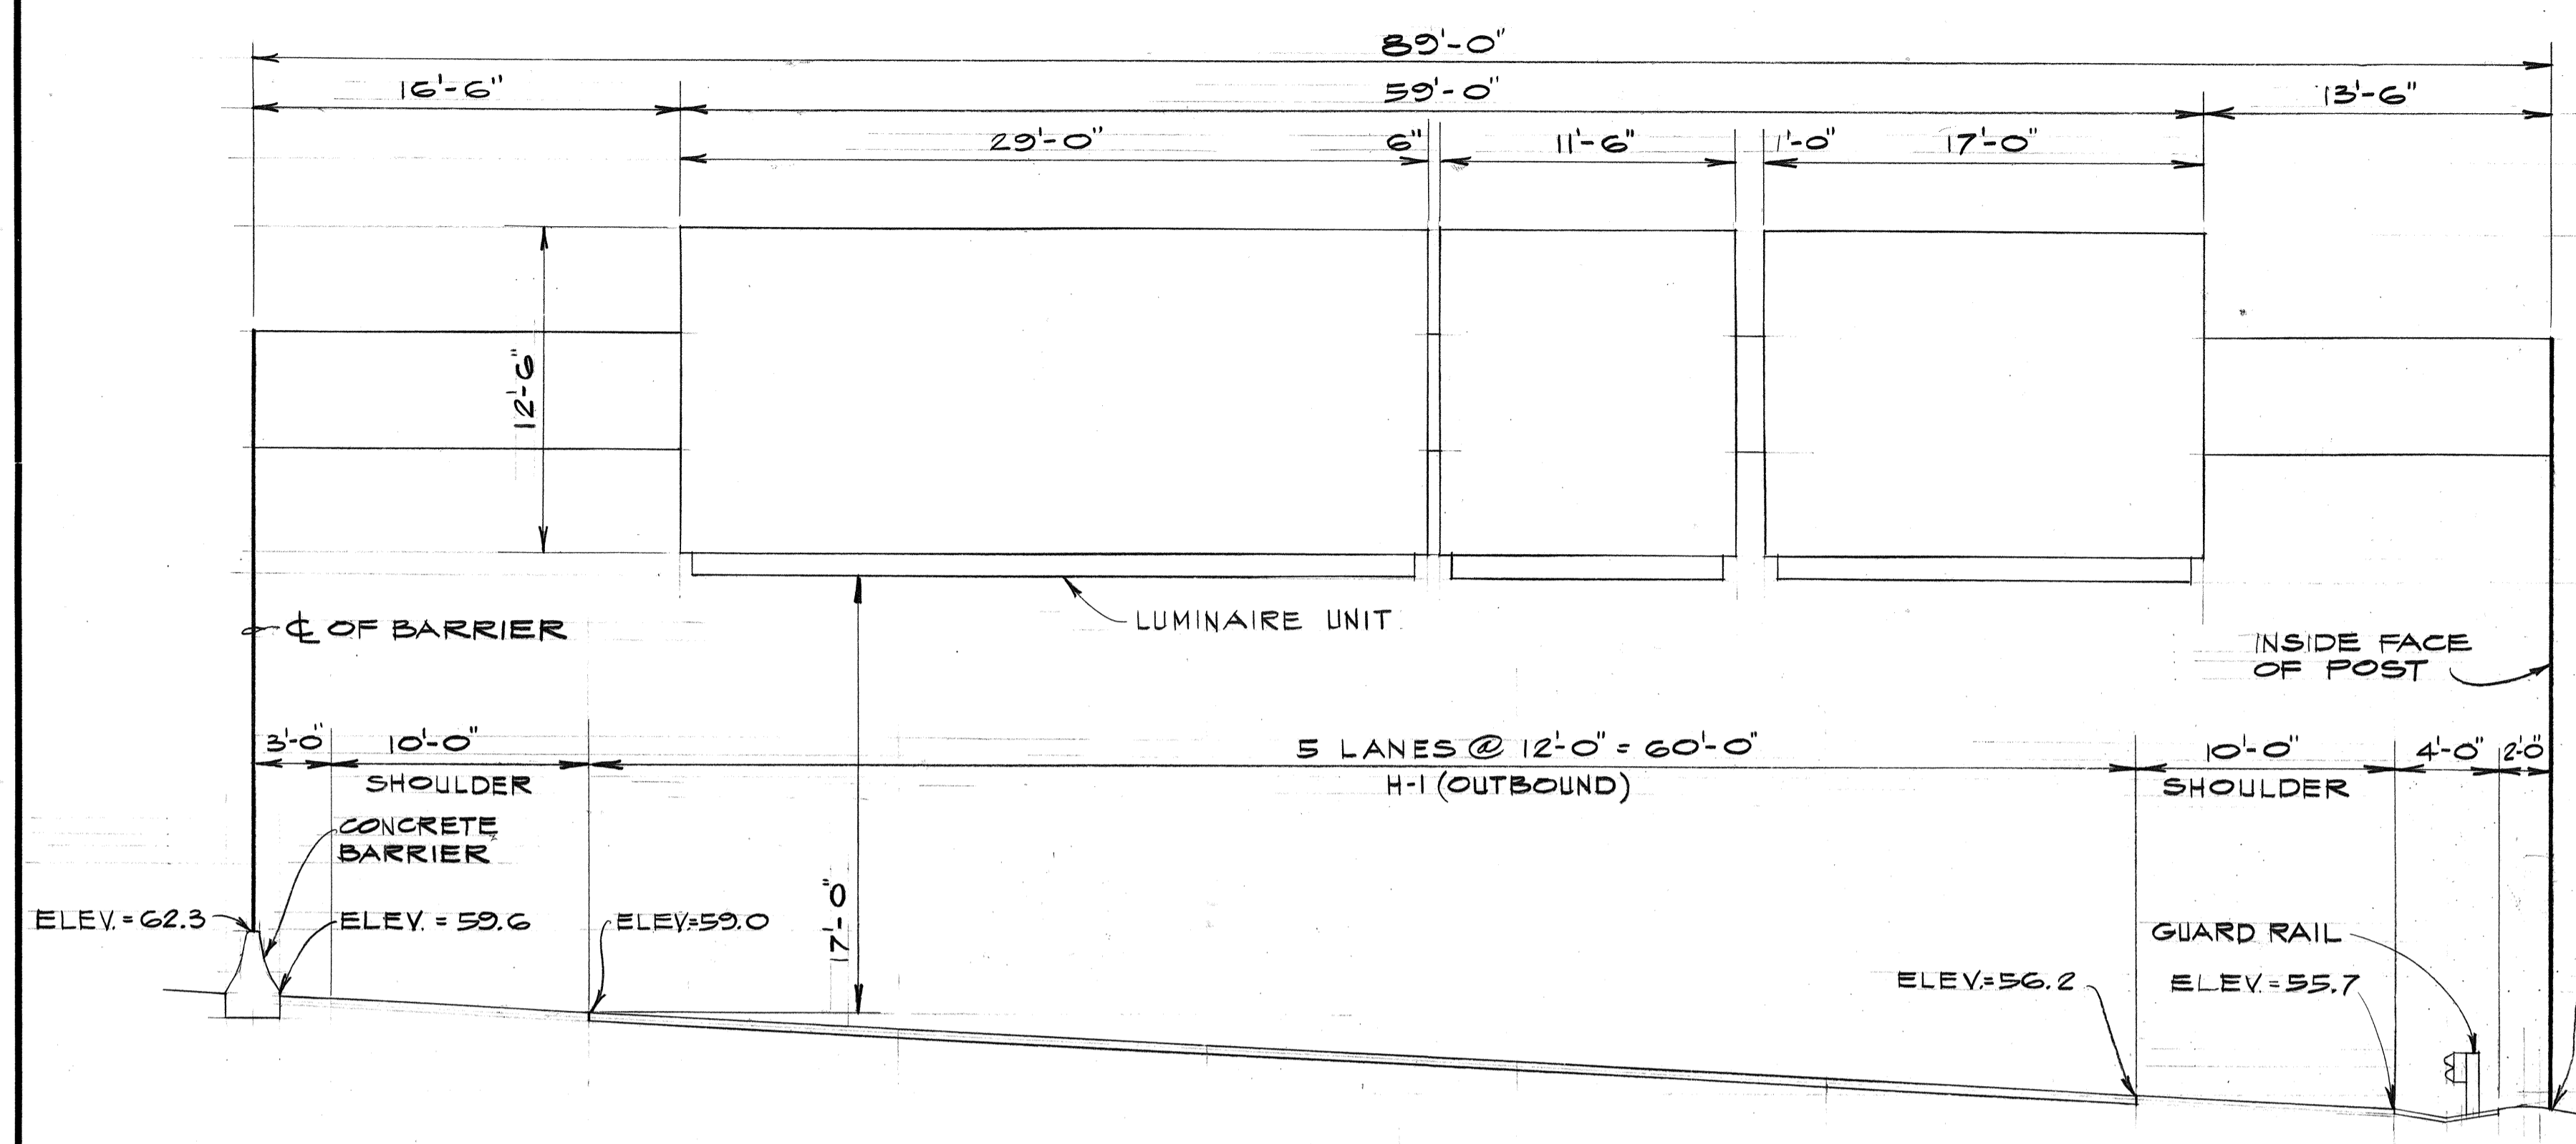 89'-0"
16'-6"
59'-0"
13'-6"
29'-0"
6"
11'-6"
1'-0"
17'-0"
12'-6"
℄ OF BARRIER
LUMINAIRE UNIT
INSIDE FACE
OF POST
3'-0"
10'-0"
SHOULDER
5 LANES @ 12'-0" = 60'-0"
H-1 (OUTBOUND)
10'-0"
SHOULDER
4'-0"
2'-0"
CONCRETE
BARRIER
17'-0"
ELEV. = 62.3
ELEV. = 59.6
ELEV.=59.0
GUARD RAIL
ELEV.=56.2
ELEV.=55.7